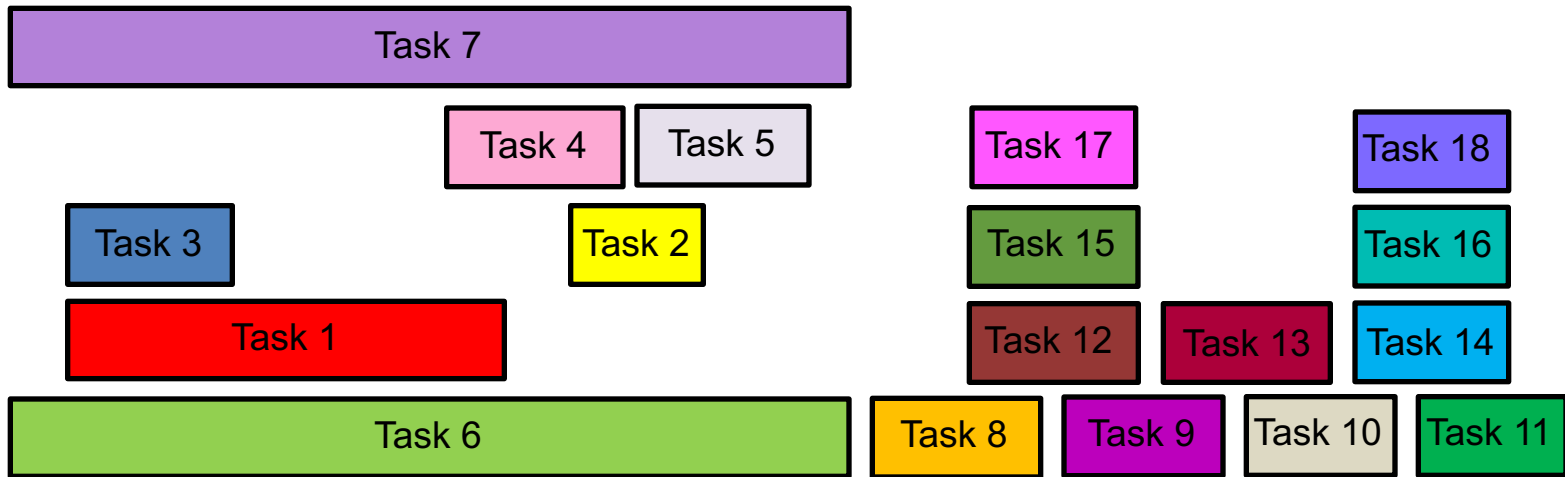 Task 7
Task 4
Task 5
Task 17
Task 18
Task 3
Task 2
Task 15
Task 16
Task 1
Task 12
Task 13
Task 14
Task 6
Task 8
Task 9
Task 10
Task 11